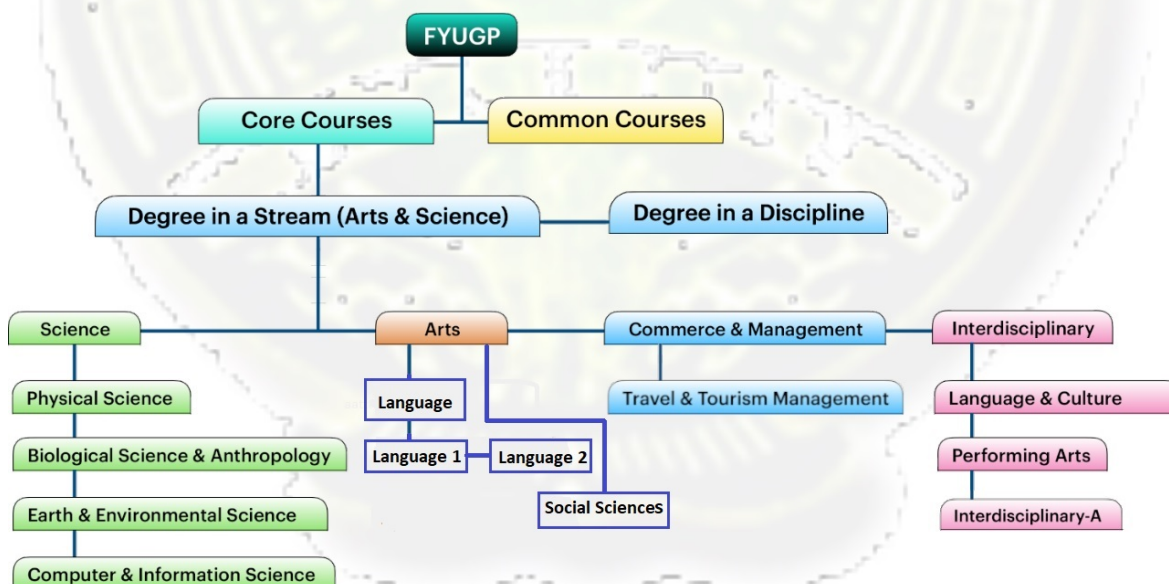 FYUGP
Core Courses
Common Courses
Degree in a Stream (Arts & Science)
Degree in a Discipline
Science
Arts
Commerce & Management
Interdisciplinary
Physical Science
Language
Travel & Tourism Management
Language & Culture
Biological Science & Anthropology
Language 1
Language 2
Performing Arts
Earth & Environmental Science
Social Sciences
Interdisciplinary-A
Computer & Information Science